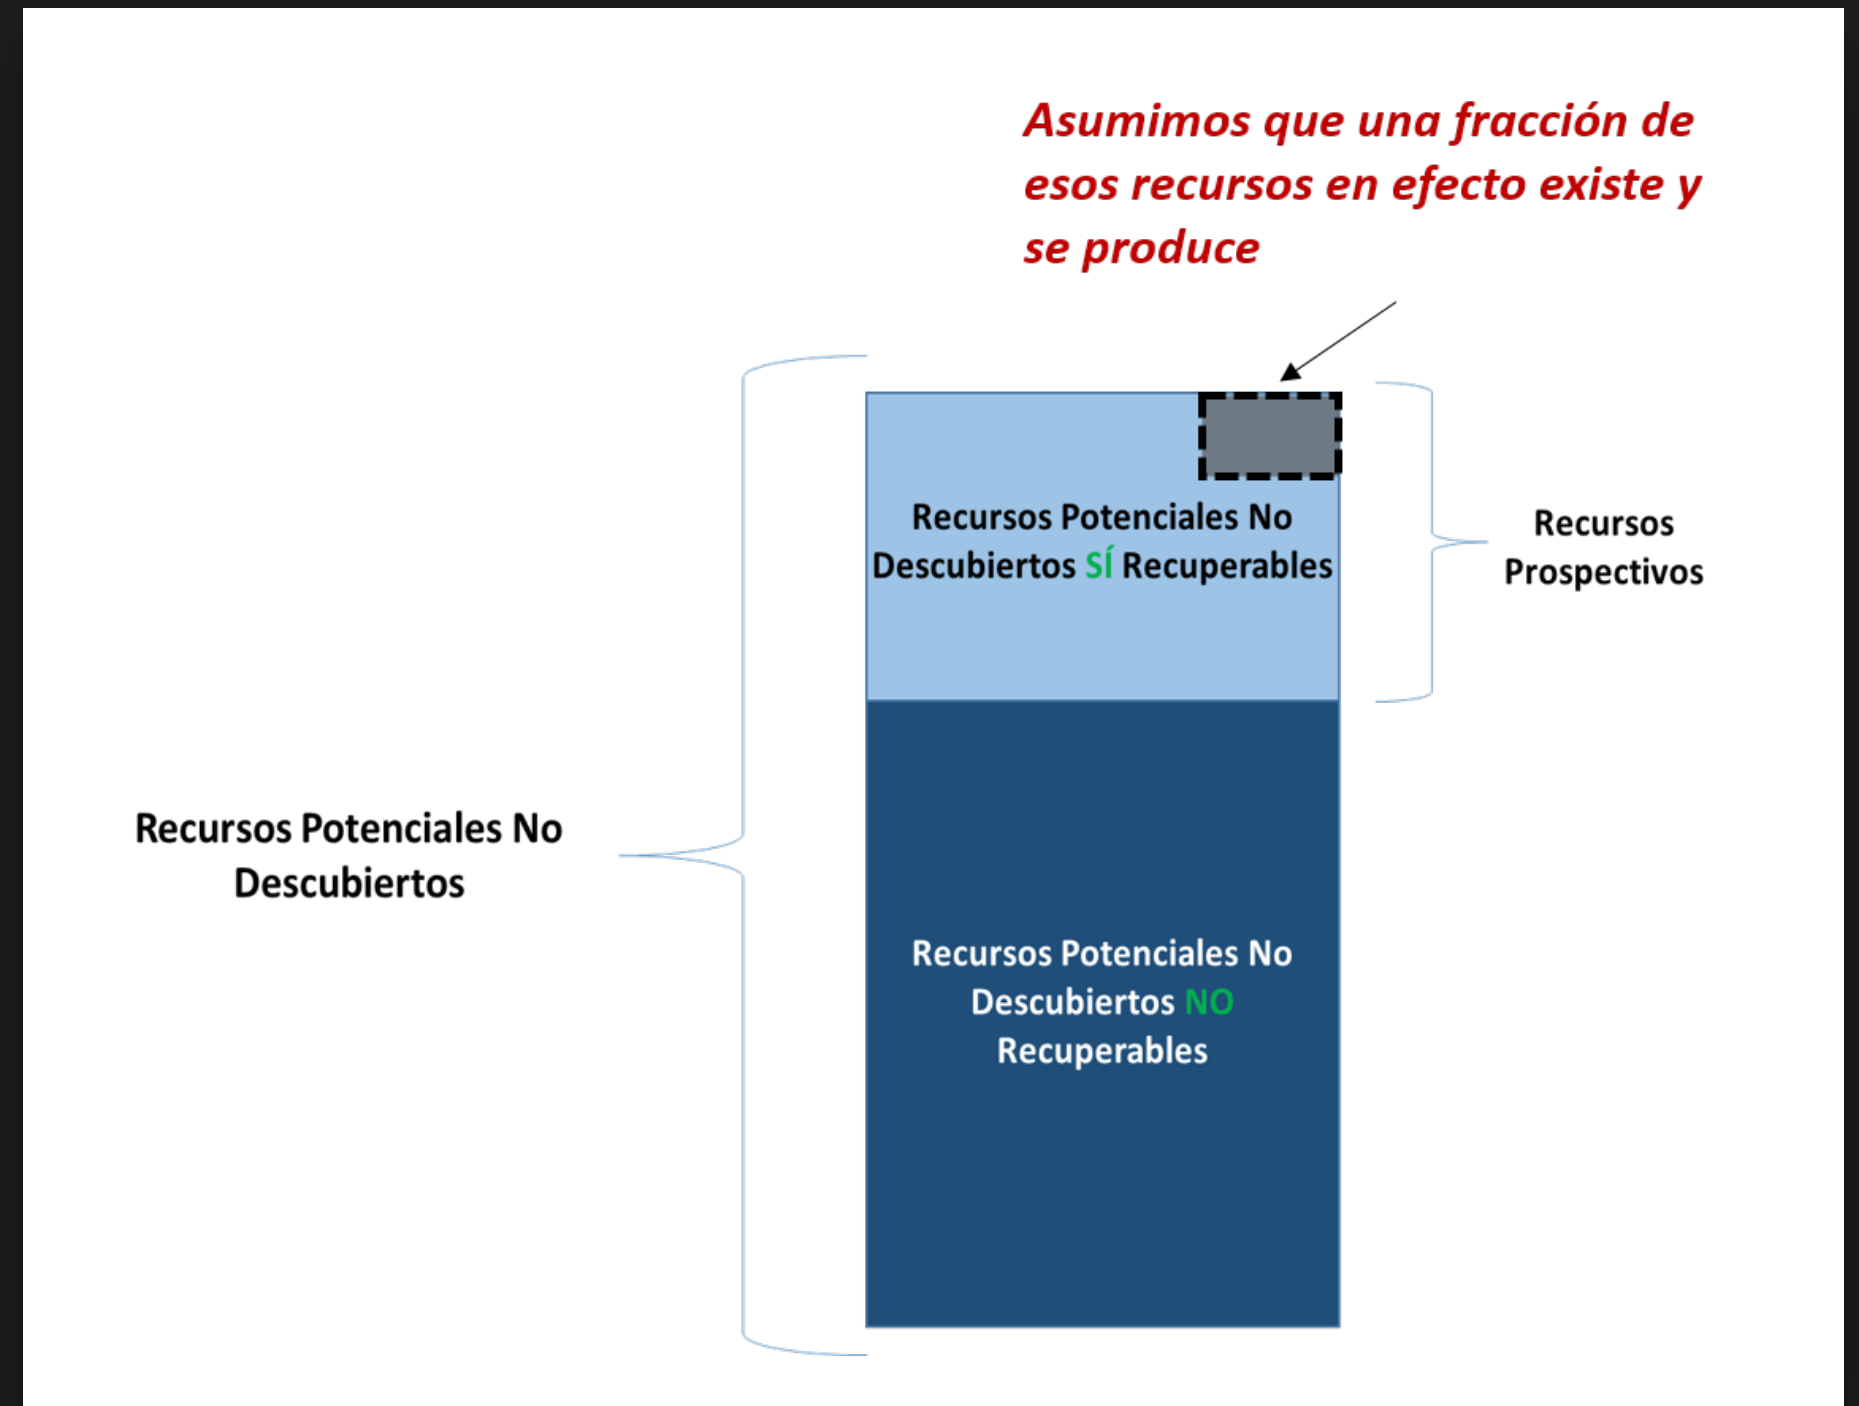 Asumimos que una fracción de
esos recursos en efecto existe y
se produce
Recursos Potenciales No
Descubiertos SÍ Recuperables
Recursos
Prospectivos
Recursos Potenciales No
Descubiertos
Recursos Potenciales No
Descubiertos NO
Recuperables